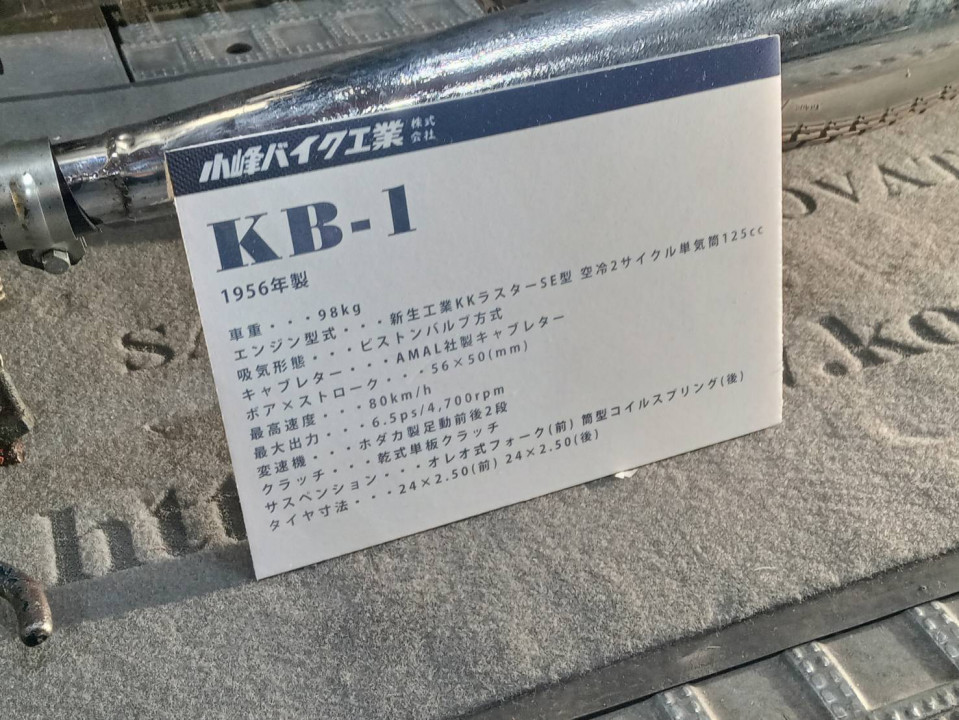 小峰バイク工業 株式会社
KB-1
1956年製
車重・・・98kg
エンジン型式・・・新生工業KKラスターSE型 空冷2サイクル単気筒125cc
吸気形態・・・ピストンバルブ方式
キャブレター・・・AMAL社製キャブレター
ボア×ストローク・・・56×50(mm)
最高速度・・・80km/h
最大出力・・・6.5ps/4,700rpm
変速機・・・ホダカ製足動前後2段
クラッチ・・・乾式単板クラッチ
サスペンション・・・オレオ式フォーク(前) 筒型コイルスプリング(後)
タイヤ寸法・・・24×2.50(前) 24×2.50(後)